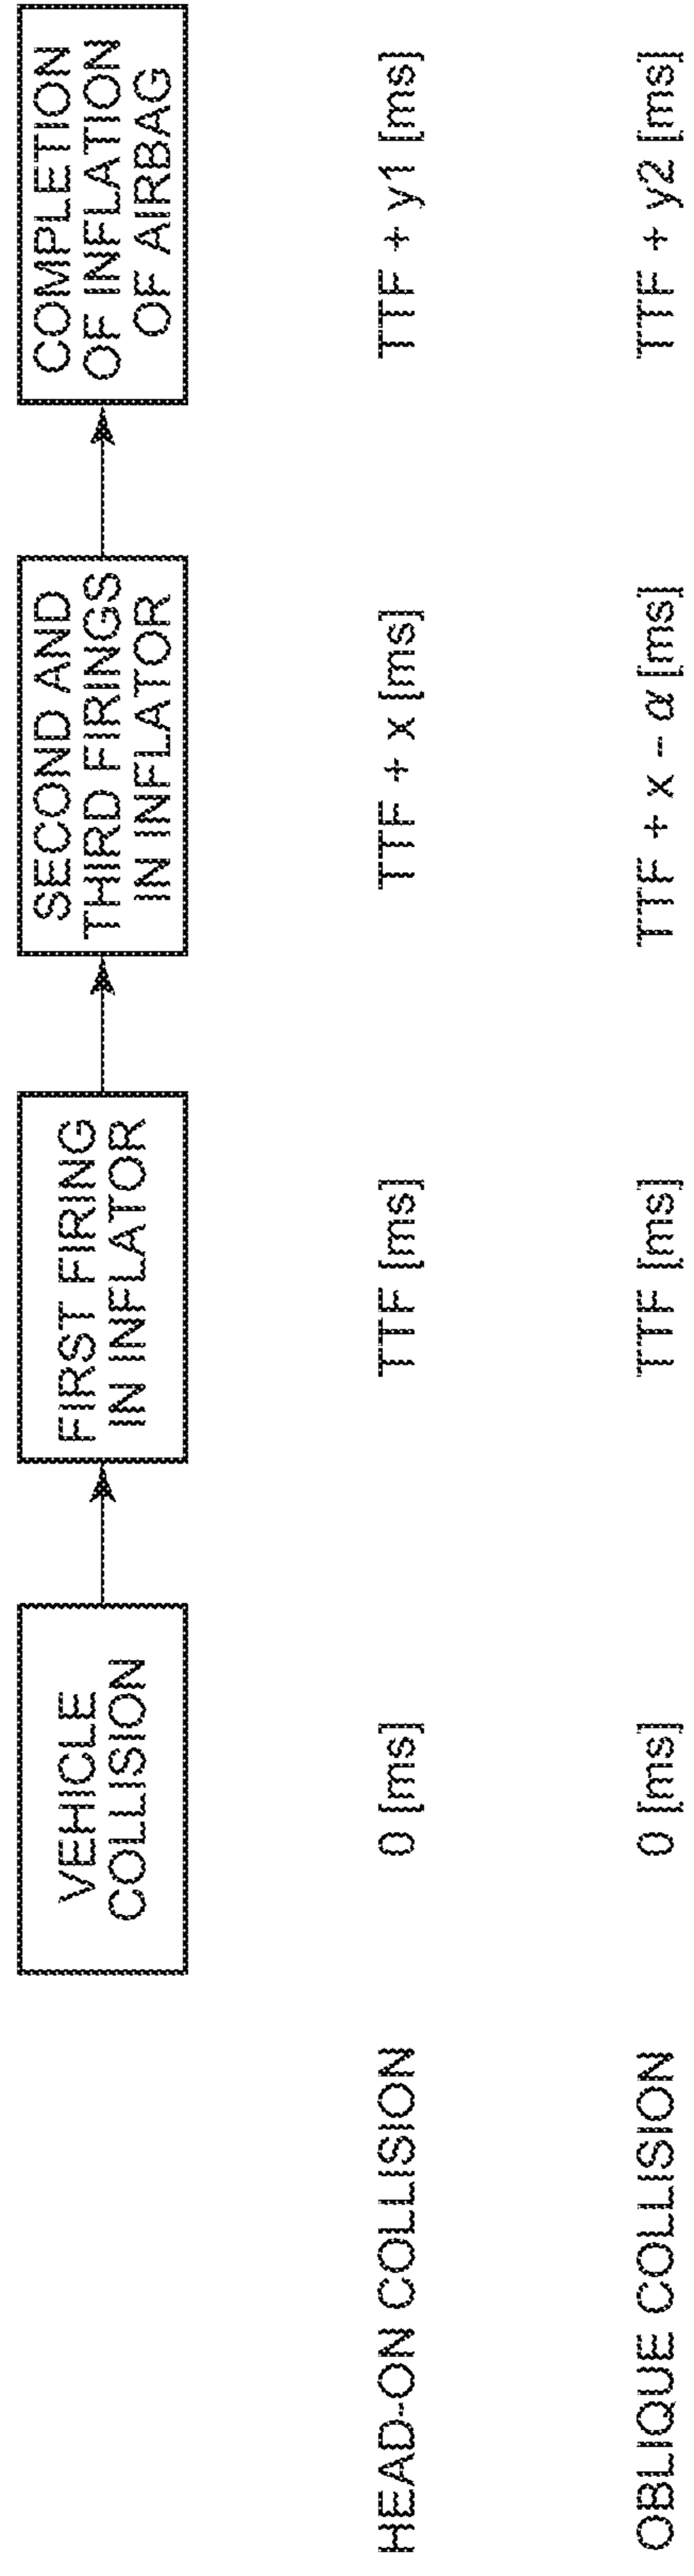 VEHICLE
COLLISION
FIRST FIRING
IN INFLATOR
SECOND AND
THIRD FIRINGS
IN INFLATOR
COMPLETION
OF INFLATION
OF AIRBAG
HEAD-ON COLLISION
0 [ms]
TTF [ms]
TTF + x [ms]
TTF + y1 [ms]
OBLIQUE COLLISION
0 [ms]
TTF [ms]
TTF + x - α [ms]
TTF + y2 [ms]